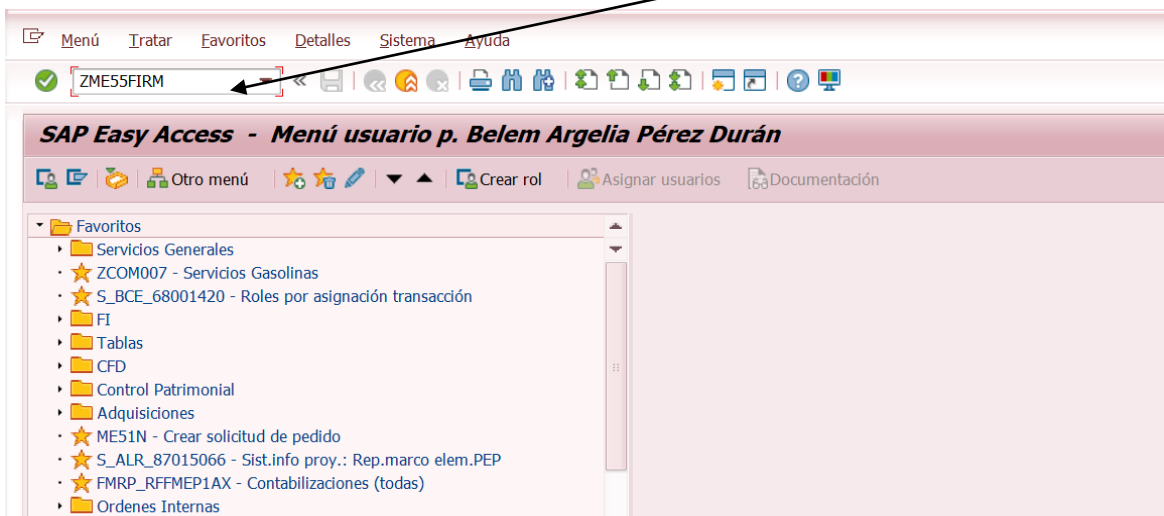 Menú Tratar Favoritos Detalles Sistema Ayuda
ZME55FIRM
SAP Easy Access - Menú usuario p. Belem Argelia Pérez Durán
Otro menú Crear rol Asignar usuarios Documentación
Favoritos
Servicios Generales
ZCOM007 - Servicios Gasolinas
S_BCE_68001420 - Roles por asignación transacción
FI
Tablas
CFD
Control Patrimonial
Adquisiciones
ME51N - Crear solicitud de pedido
S_ALR_87015066 - Sist.info proy.: Rep.marco elem.PEP
FMRP_RFFMEP1AX - Contabilizaciones (todas)
Ordenes Internas